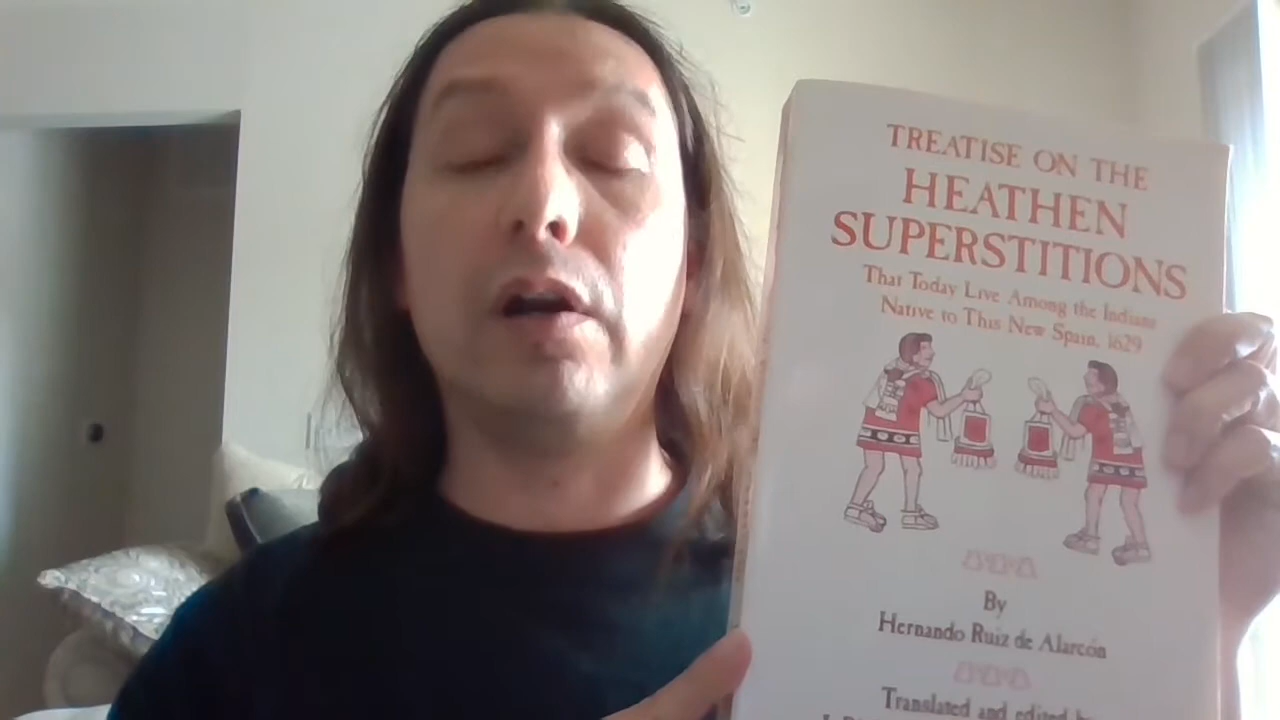 TREATISE ON THE
HEATHEN
SUPERSTITIONS
That Today Live Among the Indians
Native to This New Spain, 1629
By
Hernando Ruiz de Alarcón
Translated and edited by